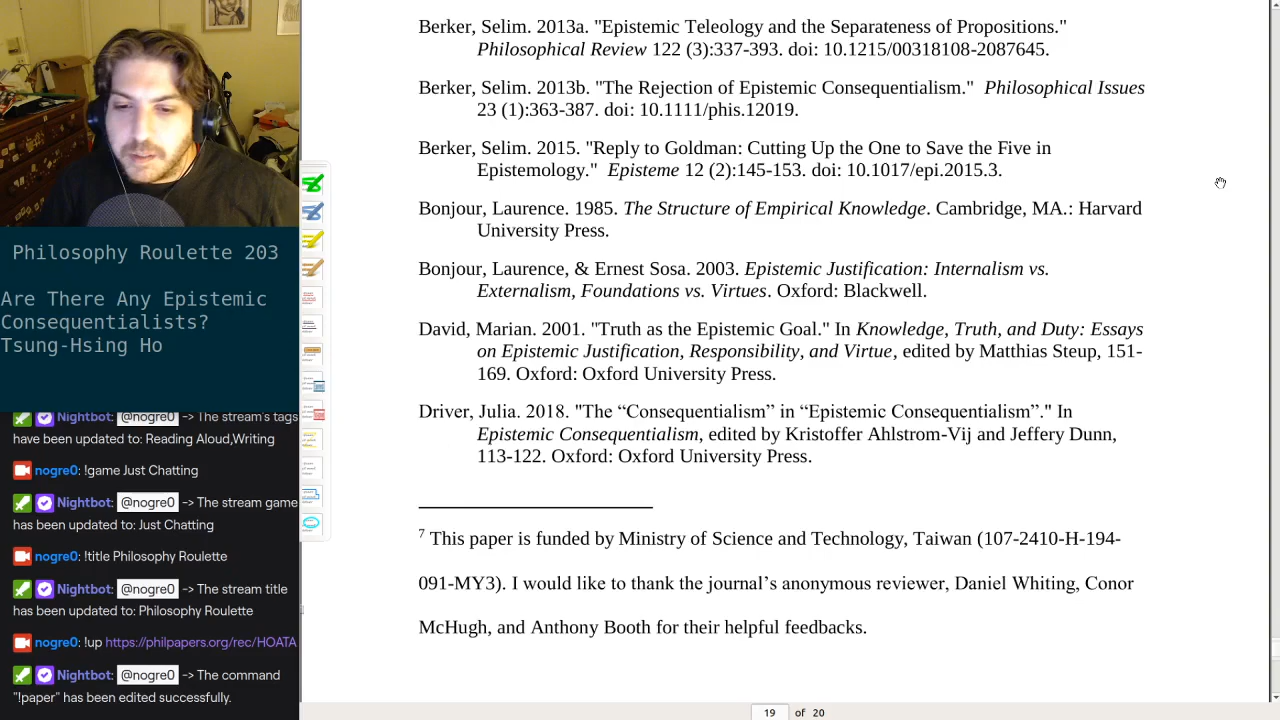 Berker, Selim. 2013a. "Epistemic Teleology and the Separateness of Propositions."
Philosophical Review 122 (3):337-393. doi: 10.1215/00318108-2087645.
Berker, Selim. 2013b. "The Rejection of Epistemic Consequentialism." Philosophical Issues
23 (1):363-387. doi: 10.1111/phis.12019.
Berker, Selim. 2015. "Reply to Goldman: Cutting Up the One to Save the Five in
Epistemology." Episteme 12 (2):145-153. doi: 10.1017/epi.2015.3.
Bonjour, Laurence. 1985. The Structure of Empirical Knowledge. Cambridge, MA.: Harvard
University Press.
Bonjour, Laurence, & Ernest Sosa. 2003. Epistemic Justification: Internalism vs.
Externalism, Foundations vs. Virtues. Oxford: Blackwell.
David, Marian. 2001. "Truth as the Epistemic Goal." In Knowledge, Truth, and Duty: Essays
on Epistemic Justification, Responsibility, and Virtue, edited by Matthias Steup, 151-
169. Oxford: Oxford University Press.
Driver, Julia. 2018. "The “Consequentialism” in “Epistemic Consequentialism”." In
Epistemic Consequentialism, edited by Kristoffer Ahlstrom-Vij and Jeffery Dunn,
113-122. Oxford: Oxford University Press.
7 This paper is funded by Ministry of Science and Technology, Taiwan (107-2410-H-194-
091-MY3). I would like to thank the journal’s anonymous reviewer, Daniel Whiting, Conor
McHugh, and Anthony Booth for their helpful feedbacks.
19 of 20
Philosophy Roulette 203
Are There Any Epistemic
Consequentialists?
Tsung-Hsing Ho
Nightbot: @nogre0 -> The stream's tags
have been updated to: Reading Aloud,Writing
nogre0: !game Just Chatting
Nightbot: @nogre0 -> The stream game
has been updated to: Just Chatting
nogre0: !title Philosophy Roulette
Nightbot: @nogre0 -> The stream title
has been updated to: Philosophy Roulette
nogre0: !up https://philpapers.org/rec/HOATA
Nightbot: @nogre0 -> The command
"!paper" has been edited successfully.